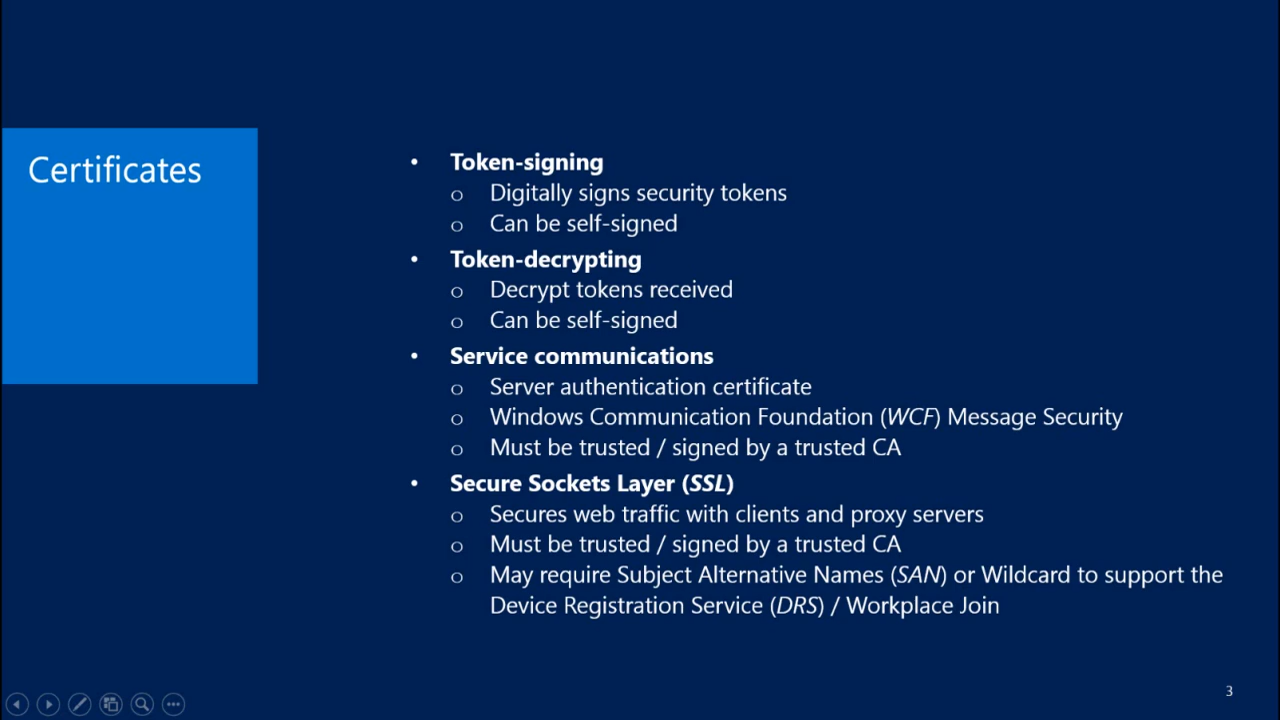 Certificates
• Token-signing
o Digitally signs security tokens
o Can be self-signed
• Token-decrypting
o Decrypt tokens received
o Can be self-signed
• Service communications
o Server authentication certificate
o Windows Communication Foundation (WCF) Message Security
o Must be trusted / signed by a trusted CA
• Secure Sockets Layer (SSL)
o Secures web traffic with clients and proxy servers
o Must be trusted / signed by a trusted CA
o May require Subject Alternative Names (SAN) or Wildcard to support the
Device Registration Service (DRS) / Workplace Join
3